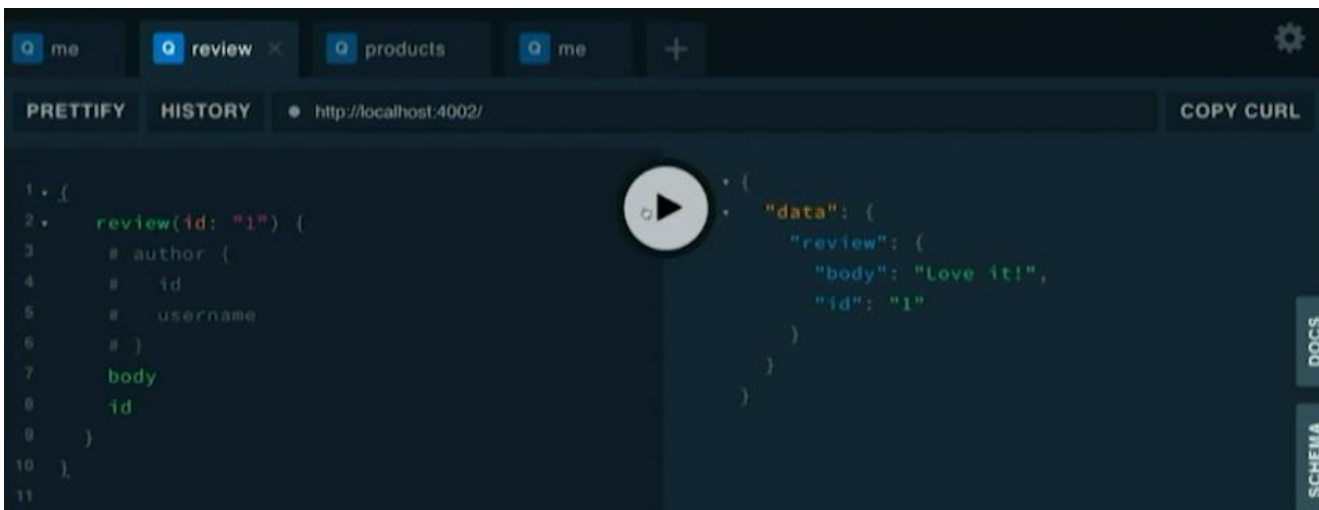 Q me
Q review ×
Q products
Q me
+
PRETTIFY
HISTORY
http://localhost:4002/
COPY CURL
1 {
2 review(id: "1") {
3 # author {
4 # id
5 # username
6 # }
7 body
8 id
9 }
10 }
11
{
"data": {
"review": {
"body": "Love it!",
"id": "1"
}
}
}
DOCS
SCHEMA